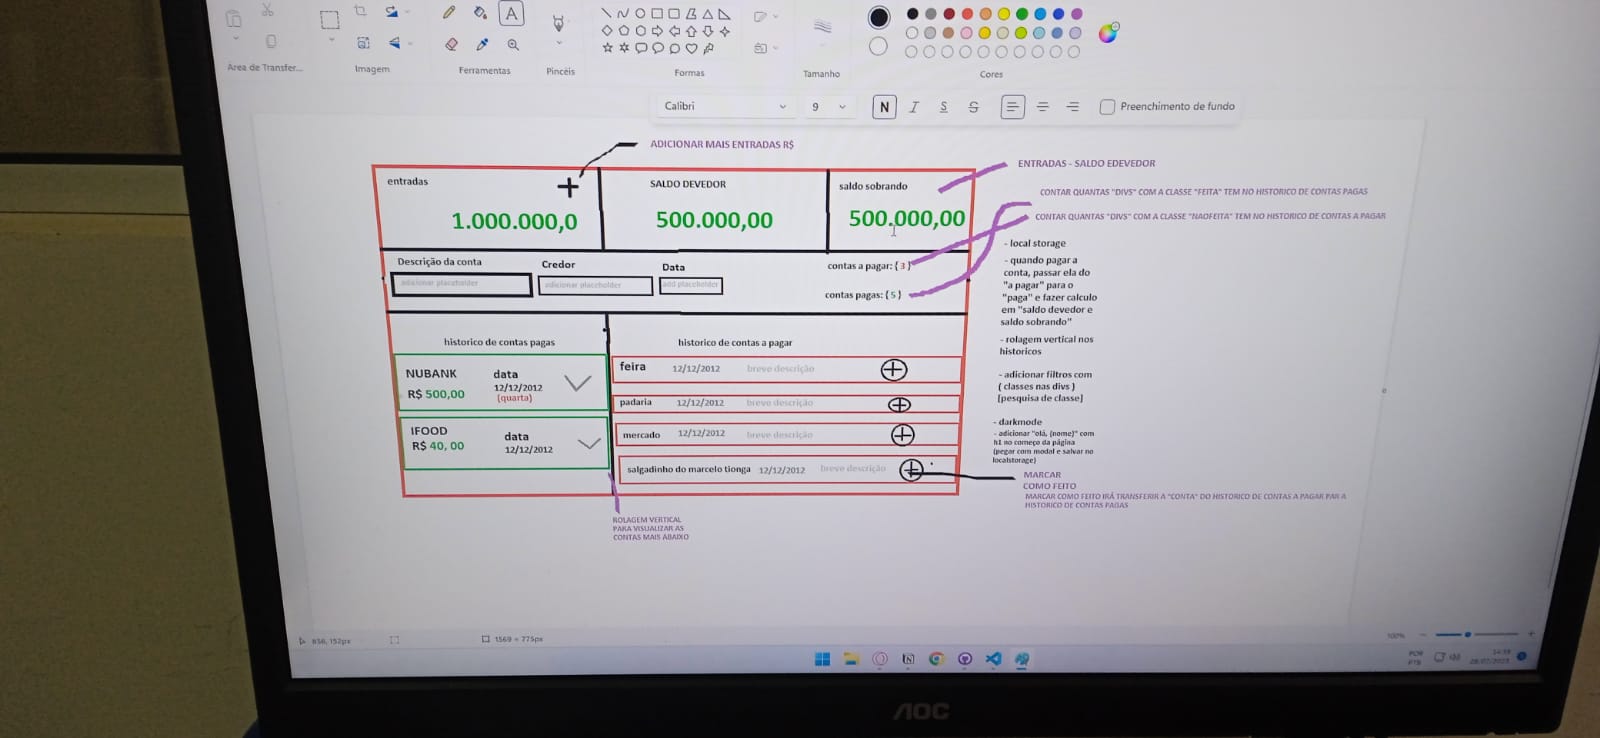 Área de Transfer...
Imagem
Ferramentas
Pincéis
Formas
Tamanho
Cores
A
Calibri
9
N
I
S
S
Preenchimento de fundo
ADICIONAR MAIS ENTRADAS R$
entradas
1.000.000,0
SALDO DEVEDOR
500.000,00
saldo sobrando
500.000,00
ENTRADAS - SALDO EDEVEDOR
CONTAR QUANTAS "DIVS" COM A CLASSE "FEITA" TEM NO HISTORICO DE CONTAS PAGAS
CONTAR QUANTAS "DIVS" COM A CLASSE "NAOFEITA" TEM NO HISTORICO DE CONTAS A PAGAR
Descrição da conta
adicionar placeholder
Credor
adicionar placeholder
Data
add placeholder
contas a pagar: { 3 }
contas pagas: { 5 }
historico de contas pagas
NUBANK
R$ 500,00
data
12/12/2012
(quarta)
IFOOD
R$ 40, 00
data
12/12/2012
historico de contas a pagar
feira 12/12/2012 breve descrição
padaria 12/12/2012 breve descrição
mercado 12/12/2012 breve descrição
salgadinho do marcelo tionga 12/12/2012 breve descrição
- local storage
- quando pagar a
conta, passar ela do
"a pagar" para o
"paga" e fazer calculo
em "saldo devedor e
saldo sobrando"
- rolagem vertical nos
historicos
- adicionar filtros com
( classes nas divs )
[pesquisa de classe]
- darkmode
- adicionar "olá, {nome}" com
h1 no começo da página
(pegar com modal e salvar no
localstorage)
MARCAR
COMO FEITO
MARCAR COMO FEITO IRÁ TRANSFERIR A "CONTA" DO HISTORICO DE CONTAS A PAGAR PAR A
HISTORICO DE CONTAS PAGAS
ROLAGEM VERTICAL
PARA VISUALIZAR AS
CONTAS MAIS ABAIXO
856, 152px
1569 × 775px
100%
POR
PTB
14:59
AOC